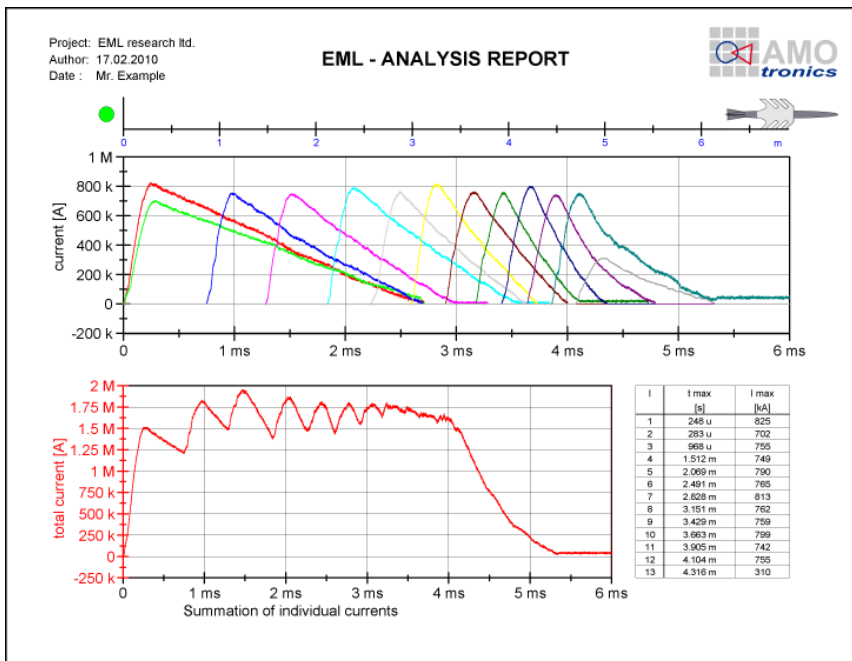 Project: EML research ltd.
Author: 17.02.2010
Date : Mr. Example
EML - ANALYSIS REPORT
AMO
tronics
0 1 2 3 4 5 6 m
1 M
800 k
600 k
400 k
200 k
0
-200 k
current [A]
0 1 ms 2 ms 3 ms 4 ms 5 ms 6 ms
2 M
1.75 M
1.5 M
1.25 M
1 M
750 k
500 k
250 k
0
-250 k
total current [A]
0 1 ms 2 ms 3 ms 4 ms 5 ms 6 ms
Summation of individual currents
I t max I max
[s] [kA]
1 248 u 825
2 283 u 702
3 968 u 755
4 1.512 m 749
5 2.069 m 790
6 2.491 m 765
7 2.828 m 813
8 3.151 m 762
9 3.429 m 759
10 3.663 m 799
11 3.905 m 742
12 4.104 m 755
13 4.316 m 310